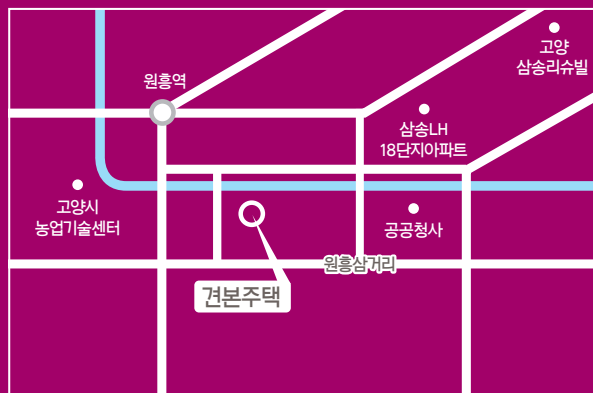 고양
삼송리슈빌
원흥역
삼송LH
18단지아파트
고양시
농업기술센터
공공청사
원흥삼거리
견본주택